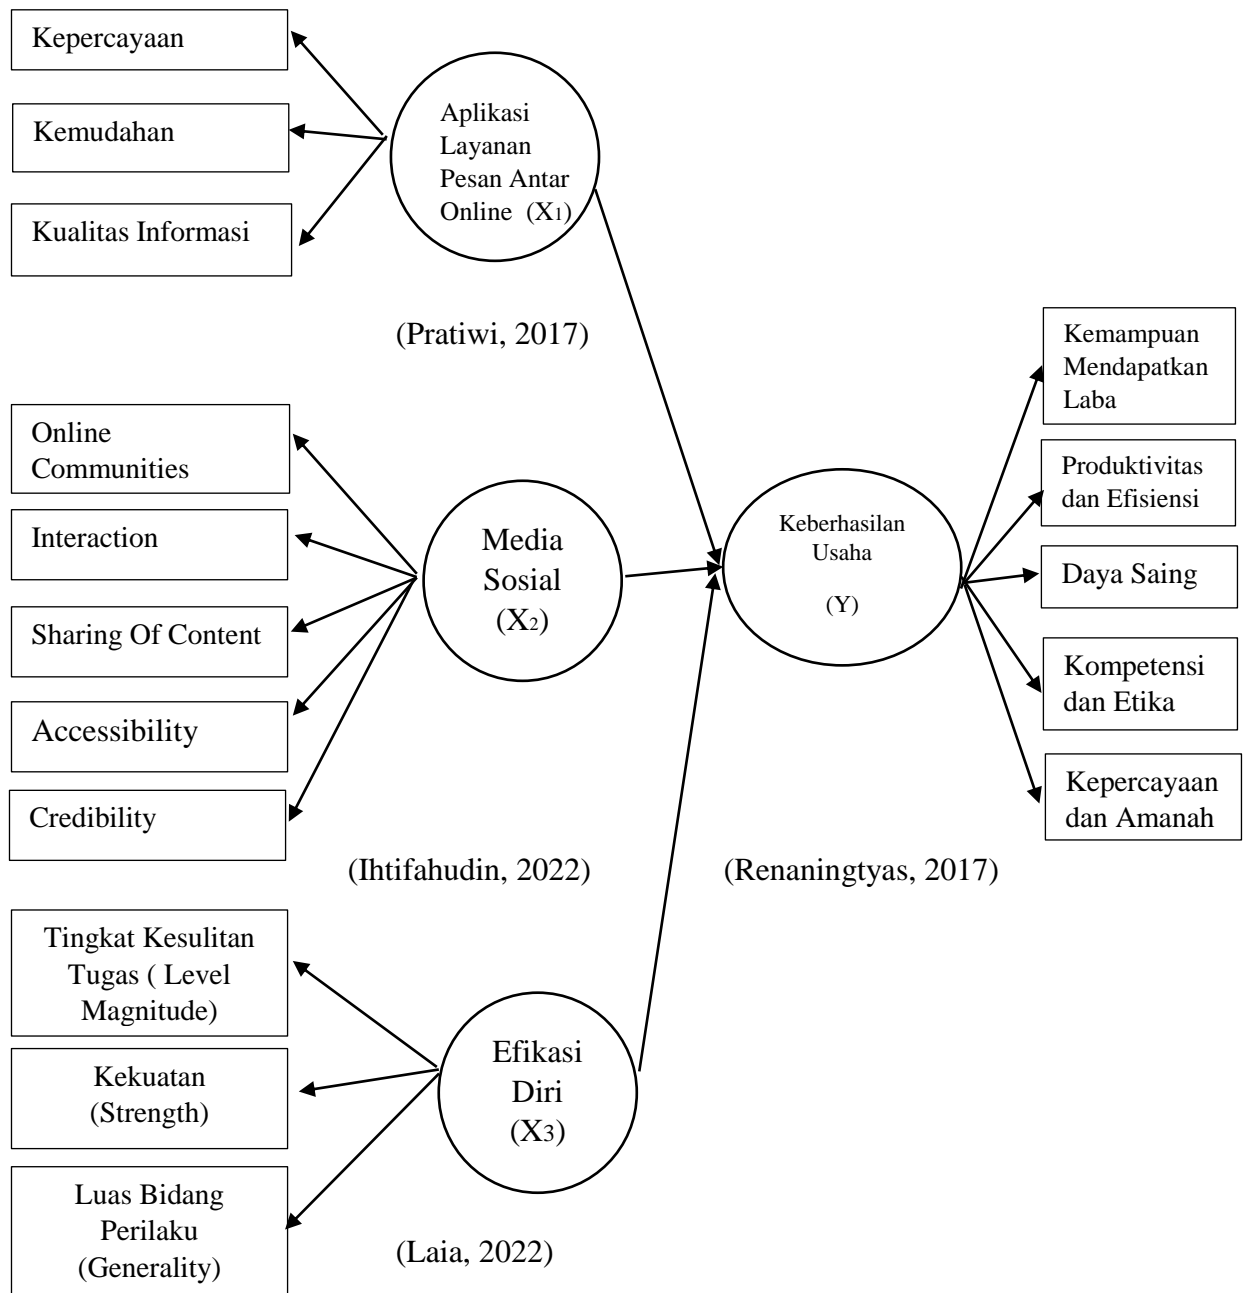 Kepercayaan
Kemudahan
Kualitas Informasi
Aplikasi
Layanan
Pesan Antar
Online (X1)
(Pratiwi, 2017)
Online
Communities
Interaction
Sharing Of Content
Accessibility
Credibility
Media
Sosial
(X2)
(Ihtifahudin, 2022)
Tingkat Kesulitan
Tugas ( Level
Magnitude)
Kekuatan
(Strength)
Luas Bidang
Perilaku
(Generality)
Efikasi
Diri
(X3)
(Laia, 2022)
Keberhasilan
Usaha
(Y)
(Renaningtyas, 2017)
Kemampuan
Mendapatkan
Laba
Produktivitas
dan Efisiensi
Daya Saing
Kompetensi
dan Etika
Kepercayaan
dan Amanah